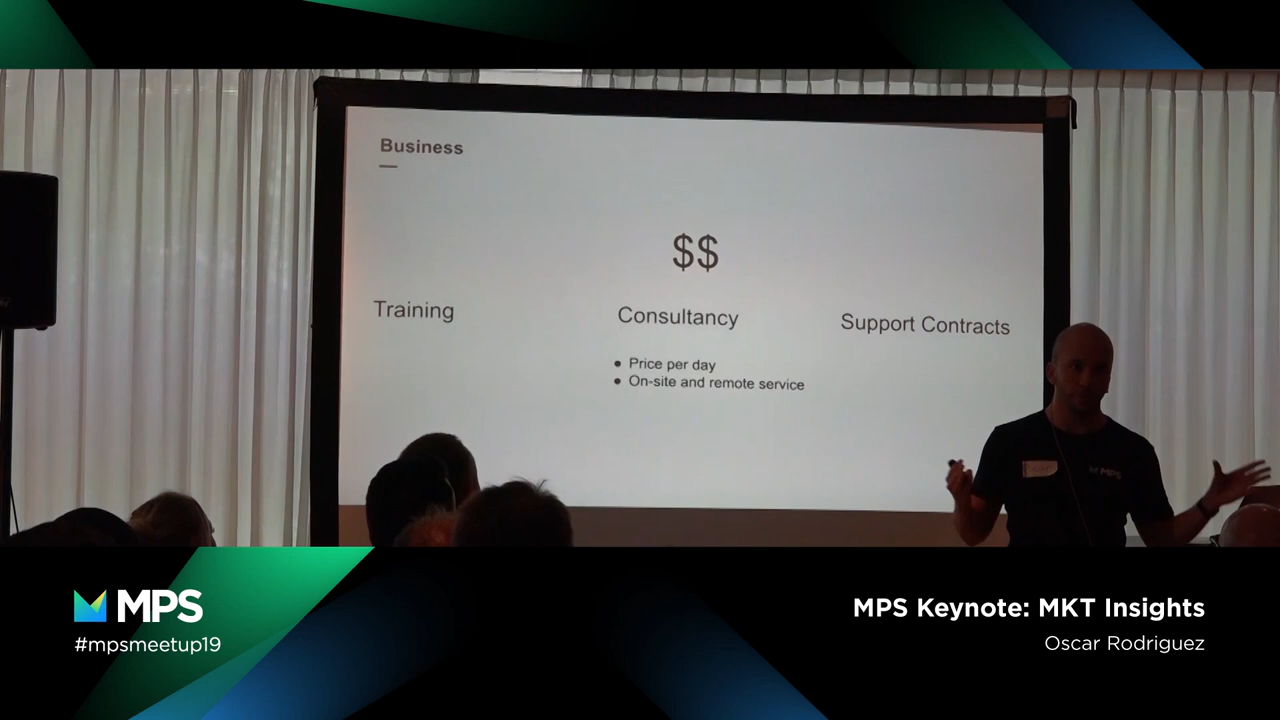 Business
$$
Training
Consultancy
Support Contracts
● Price per day
● On-site and remote service
MPS
MPS
#mpsmeetup19
MPS Keynote: MKT Insights
Oscar Rodriguez